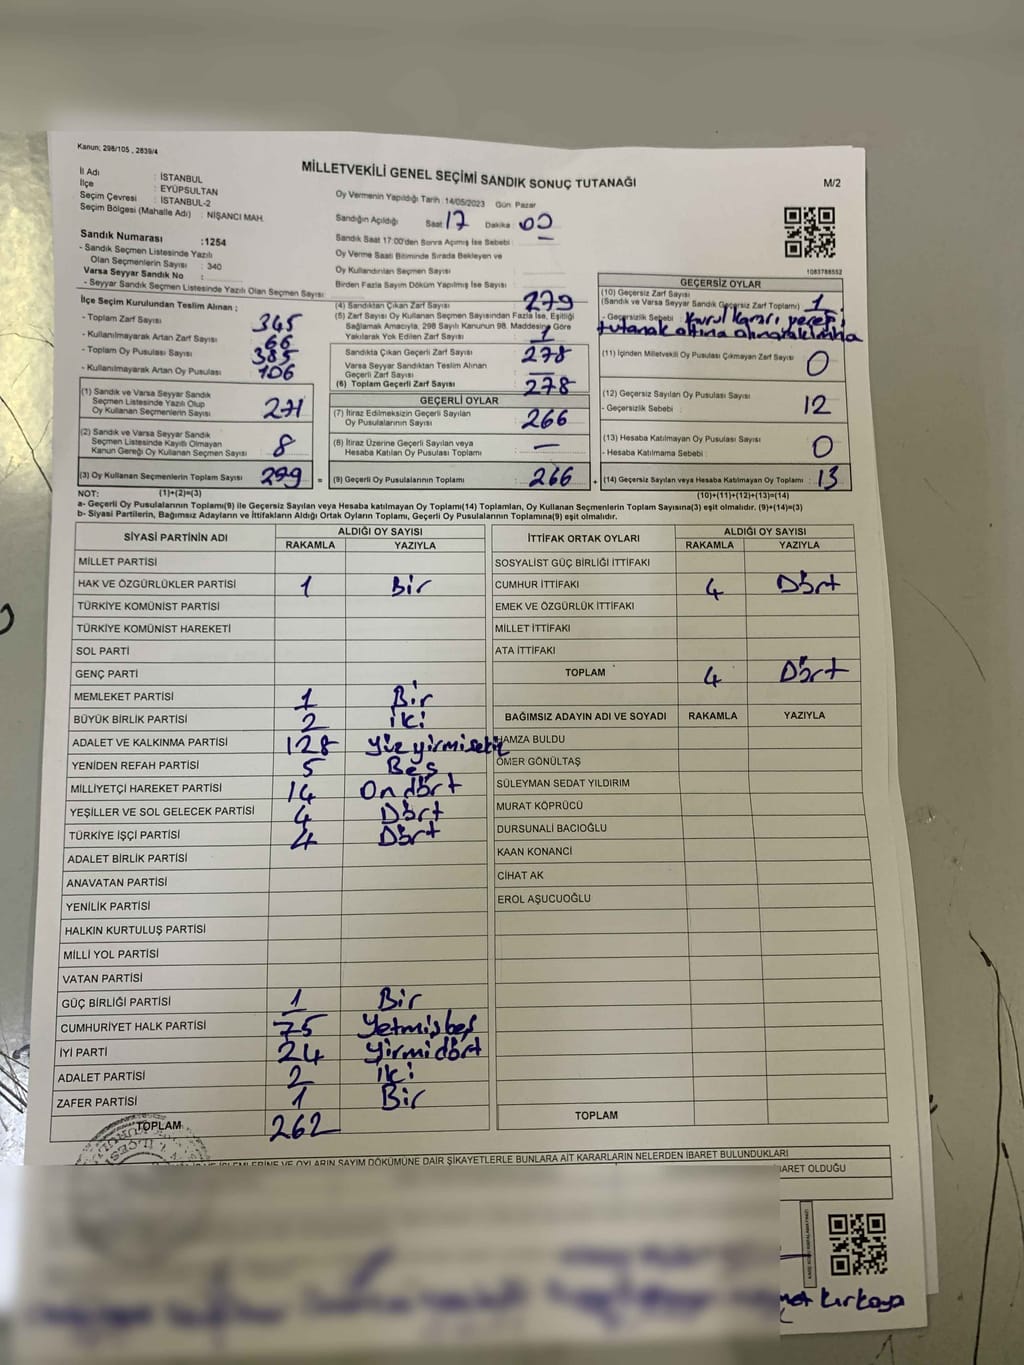 Kanun; 298/105 , 2839/4
MİLLETVEKİLİ GENEL SEÇİMİ SANDIK SONUÇ TUTANAĞI
M/2
İl Adı : İSTANBUL
İlçe : EYÜPSULTAN
Seçim Çevresi : İSTANBUL-2
Seçim Bölgesi (Mahalle Adı) : NİŞANCI MAH.
Sandık Numarası :1254
- Sandık Seçmen Listesinde Yazılı
Olan Seçmenlerin Sayısı : 340
Varsa Seyyar Sandık No :
- Seyyar Sandık Seçmen Listesinde Yazılı Olan Seçmen Sayısı :
Oy Vermenin Yapıldığı Tarih :14/05/2023 Gün Pazar
Sandığın Açıldığı Saat 17 Dakika : 00
Sandık Saat 17:00'den Sonra Açımış İse Sebebi : —
Oy Verme Saati Bitiminde Sırada Bekleyen ve
Oy Kullandırılan Seçmen Sayısı
Birden Fazla Sayım Döküm Yapılmış İse Sayısı :
1083788552
İlçe Seçim Kurulundan Teslim Alınan ;
- Toplam Zarf Sayısı : 345
- Kullanılmayarak Artan Zarf Sayısı : 66
- Toplam Oy Pusulası Sayısı : 385
- Kullanılmayarak Artan Oy Pusulası : 106
(1) Sandık ve Varsa Seyyar Sandık
Seçmen Listesinde Yazılı Olup
Oy Kullanan Seçmenlerin Sayısı : 271
(2) Sandık ve Varsa Seyyar Sandık
Seçmen Listesinde Kayıtlı Olmayan
Kanun Gereği Oy Kullanan Seçmen Sayısı : 8
(3) Oy Kullanan Seçmenlerin Toplam Sayısı : 279 =
(4) Sandıktan Çıkan Zarf Sayısı : 279
(5) Zarf Sayısı Oy Kullanan Seçmen Sayısından Fazla İse, Eşitliği
Sağlamak Amacıyla, 298 Sayılı Kanunun 98. Maddesine Göre
Yakılarak Yok Edilen Zarf Sayısı : 1
Sandıkta Çıkan Geçerli Zarf Sayısı : 278
Varsa Seyyar Sandıktan Teslim Alınan
Geçerli Zarf Sayısı : —
(6) Toplam Geçerli Zarf Sayısı : 278
GEÇERLİ OYLAR
(7) İtiraz Edilmeksizin Geçerli Sayılan
Oy Pusulalarının Sayısı : 266
(8) İtiraz Üzerine Geçerli Sayılan veya
Hesaba Katılan Oy Pusulası Toplamı : —
(9) Geçerli Oy Pusulalarının Toplamı : 266 +
GEÇERSİZ OYLAR
(10) Geçersiz Zarf Sayısı
(Sandık ve Varsa Seyyar Sandık Geçersiz Zarf Toplamı) : 1
- Geçersizlik Sebebi : Kurul kararı
tutanak altına
(11) İçinden Milletvekili Oy Pusulası Çıkmayan Zarf Sayısı : 0
(12) Geçersiz Sayılan Oy Pusulası Sayısı : 12
- Geçersizlik Sebebi :
(13) Hesaba Katılmayan Oy Pusulası Sayısı : 0
- Hesaba Katılmama Sebebi :
(14) Geçersiz Sayılan veya Hesaba Katılmayan Oy Toplamı : 13
NOT: (1)+(2)=(3) (10)+(11)+(12)+(13)=(14)
a- Geçerli Oy Pusulalarının Toplamı(9) ile Geçersiz Sayılan veya Hesaba katılmayan Oy Toplamı(14) Toplamları, Oy Kullanan Seçmenlerin Toplam Sayısına(3) eşit olmalıdır. (9)+(14)=(3)
b- Siyasi Partilerin, Bağımsız Adayların ve İttifakların Aldığı Ortak Oyların Toplamı, Geçerli Oy Pusulalarının Toplamına(9) eşit olmalıdır.
SİYASİ PARTİNİN ADI ALDIĞI OY SAYISI
RAKAMLA YAZIYLA
MİLLET PARTİSİ
HAK VE ÖZGÜRLÜKLER PARTİSİ 1 Bir
TÜRKİYE KOMÜNİST PARTİSİ
TÜRKİYE KOMÜNİST HAREKETİ
SOL PARTİ
GENÇ PARTİ
MEMLEKET PARTİSİ 1 Bir
BÜYÜK BİRLİK PARTİSİ 2 iki
ADALET VE KALKINMA PARTİSİ 128 Yüz yirmisekiz
YENİDEN REFAH PARTİSİ 5 Beş
MİLLİYETÇİ HAREKET PARTİSİ 14 On dört
YEŞİLLER VE SOL GELECEK PARTİSİ 4 Dört
TÜRKİYE İŞÇİ PARTİSİ 4 Dört
ADALET BİRLİK PARTİSİ
ANAVATAN PARTİSİ
YENİLİK PARTİSİ
HALKIN KURTULUŞ PARTİSİ
MİLLİ YOL PARTİSİ
VATAN PARTİSİ
GÜÇ BİRLİĞİ PARTİSİ 1 Bir
CUMHURİYET HALK PARTİSİ 75 Yetmişbeş
İYİ PARTİ 24 Yirmidört
ADALET PARTİSİ 2 iki
ZAFER PARTİSİ 1 Bir
TOPLAM 262
İTTİFAK ORTAK OYLARI ALDIĞI OY SAYISI
RAKAMLA YAZIYLA
SOSYALİST GÜÇ BİRLİĞİ İTTİFAKI
CUMHUR İTTİFAKI 4 Dört
EMEK VE ÖZGÜRLÜK İTTİFAKI
MİLLET İTTİFAKI
ATA İTTİFAKI
TOPLAM 4 Dört
BAĞIMSIZ ADAYIN ADI VE SOYADI RAKAMLA YAZIYLA
HAMZA BULDU
ÖMER GÖNÜLTAŞ
SÜLEYMAN SEDAT YILDIRIM
MURAT KÖPRÜCÜ
DURSUNALİ BACIOĞLU
KAAN KONANCİ
CİHAT AK
EROL AŞUCUOĞLU
TOPLAM
VE OYLARIN SAYIM DÖKÜMÜNE DAİR ŞİKAYETLERLE BUNLARA AİT KARARLARIN NELERDEN İBARET BULUNDUKLARI
OLDUĞU
Kırkaya